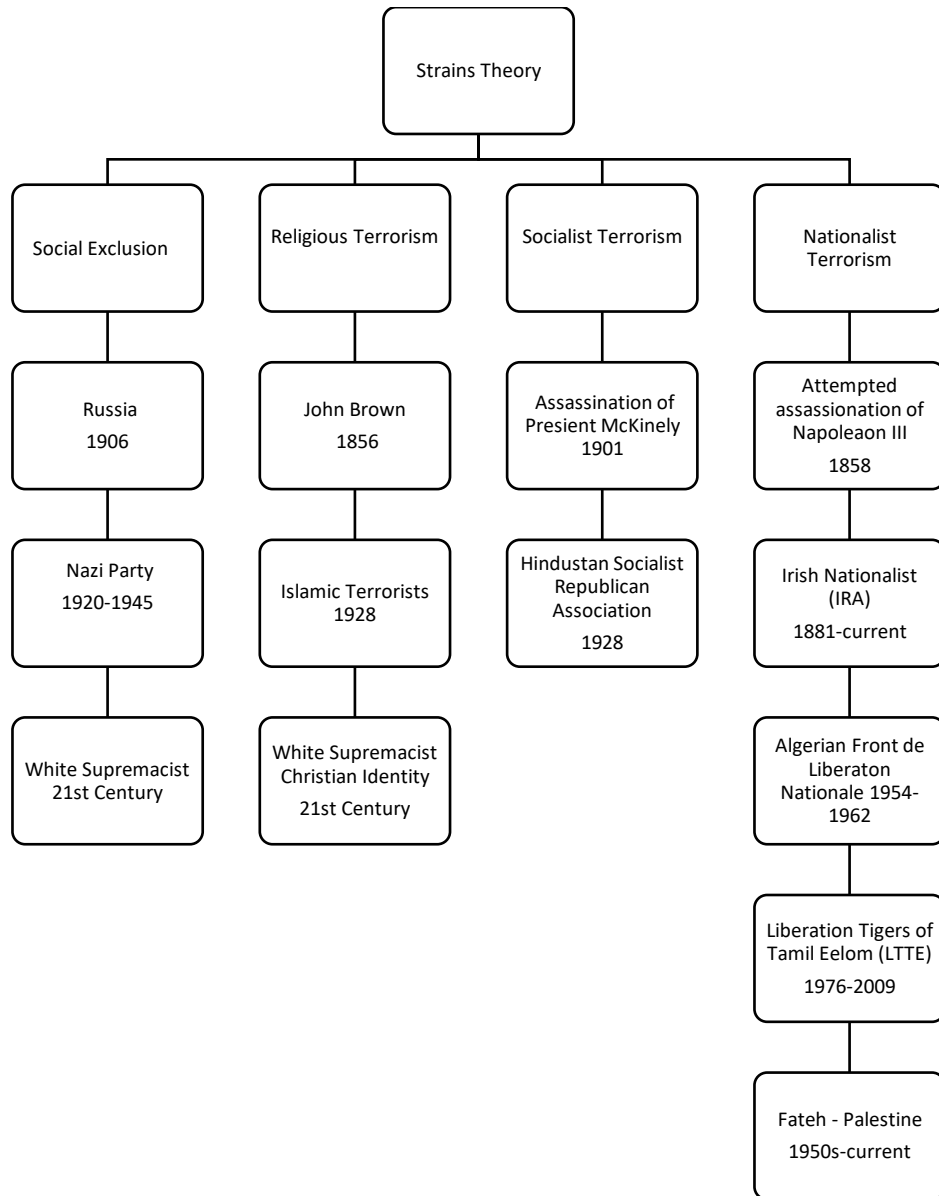 Strains Theory
Social Exclusion
Religious Terrorism
Socialist Terrorism
Nationalist
Terrorism
Russia
1906
John Brown
1856
Assassination of
Presient McKinely
1901
Attempted
assassionation of
Napoleaon III
1858
Nazi Party
1920-1945
Islamic Terrorists
1928
Hindustan Socialist
Republican
Association
1928
Irish Nationalist
(IRA)
1881-current
White Supremacist
21st Century
White Supremacist
Christian Identity
21st Century
Algerian Front de
Liberaton
Nationale 1954-
1962
Liberation Tigers of
Tamil Eelom (LTTE)
1976-2009
Fateh - Palestine
1950s-current